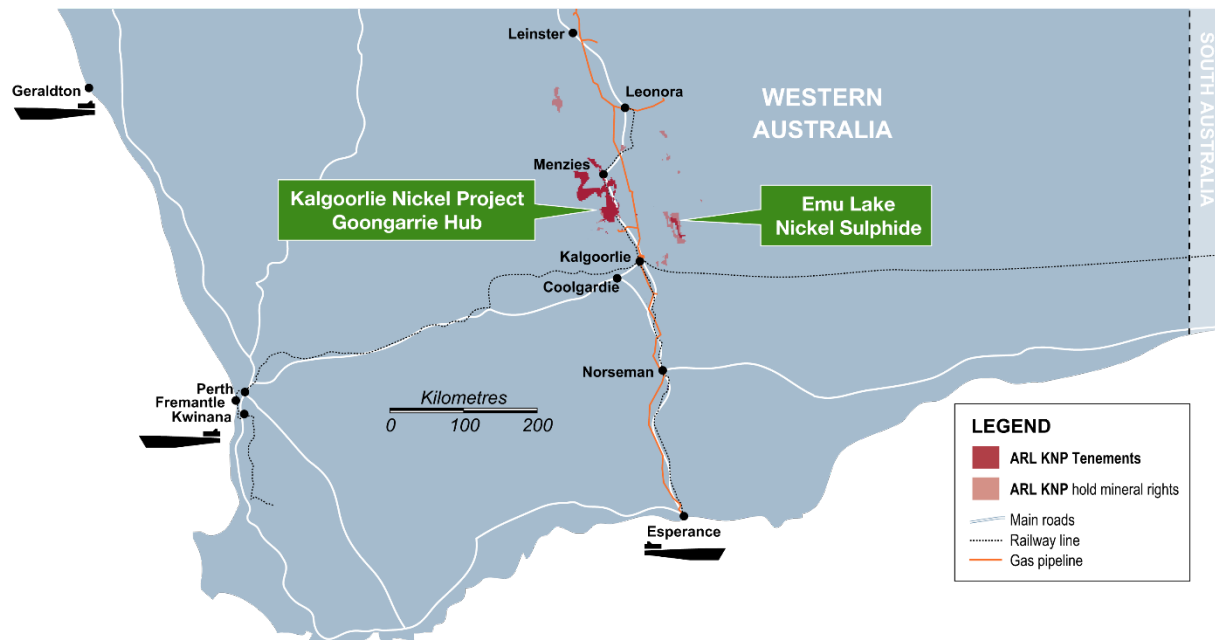 Leinster
Geraldton
Leonora
WESTERN
AUSTRALIA
SOUTH AUSTRALIA
Menzies
Kalgoorlie Nickel Project
Goongarrie Hub
Emu Lake
Nickel Sulphide
Kalgoorlie
Coolgardie
Norseman
Perth
Fremantle
Kwinana
Kilometres
0 100 200
Esperance
LEGEND
ARL KNP Tenements
ARL KNP hold mineral rights
Main roads
Railway line
Gas pipeline